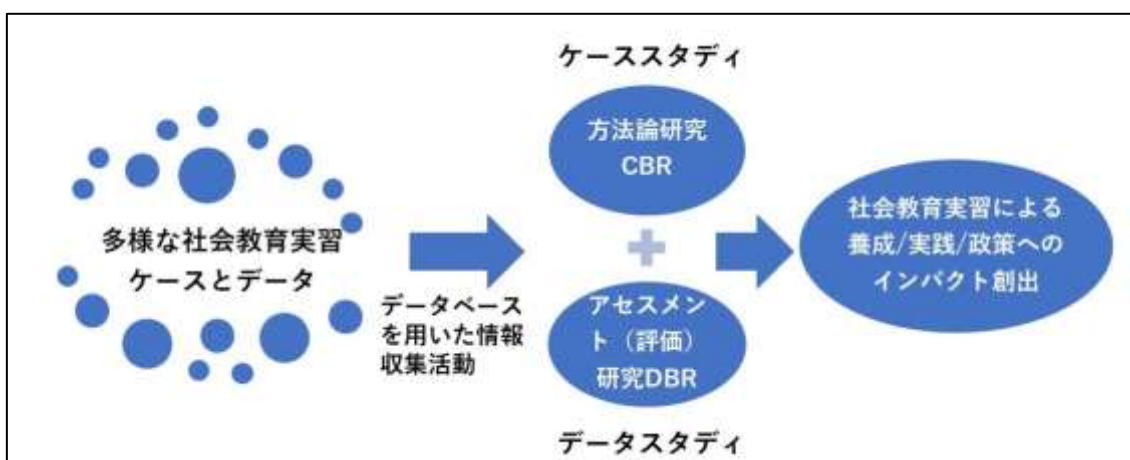 多様な社会教育実習
ケースとデータ
データベース
を用いた情報
収集活動
ケーススタディ
方法論研究
CBR
アセスメン
ト（評価）
研究DBR
データスタディ
社会教育実習による
養成/実践/政策への
インパクト創出